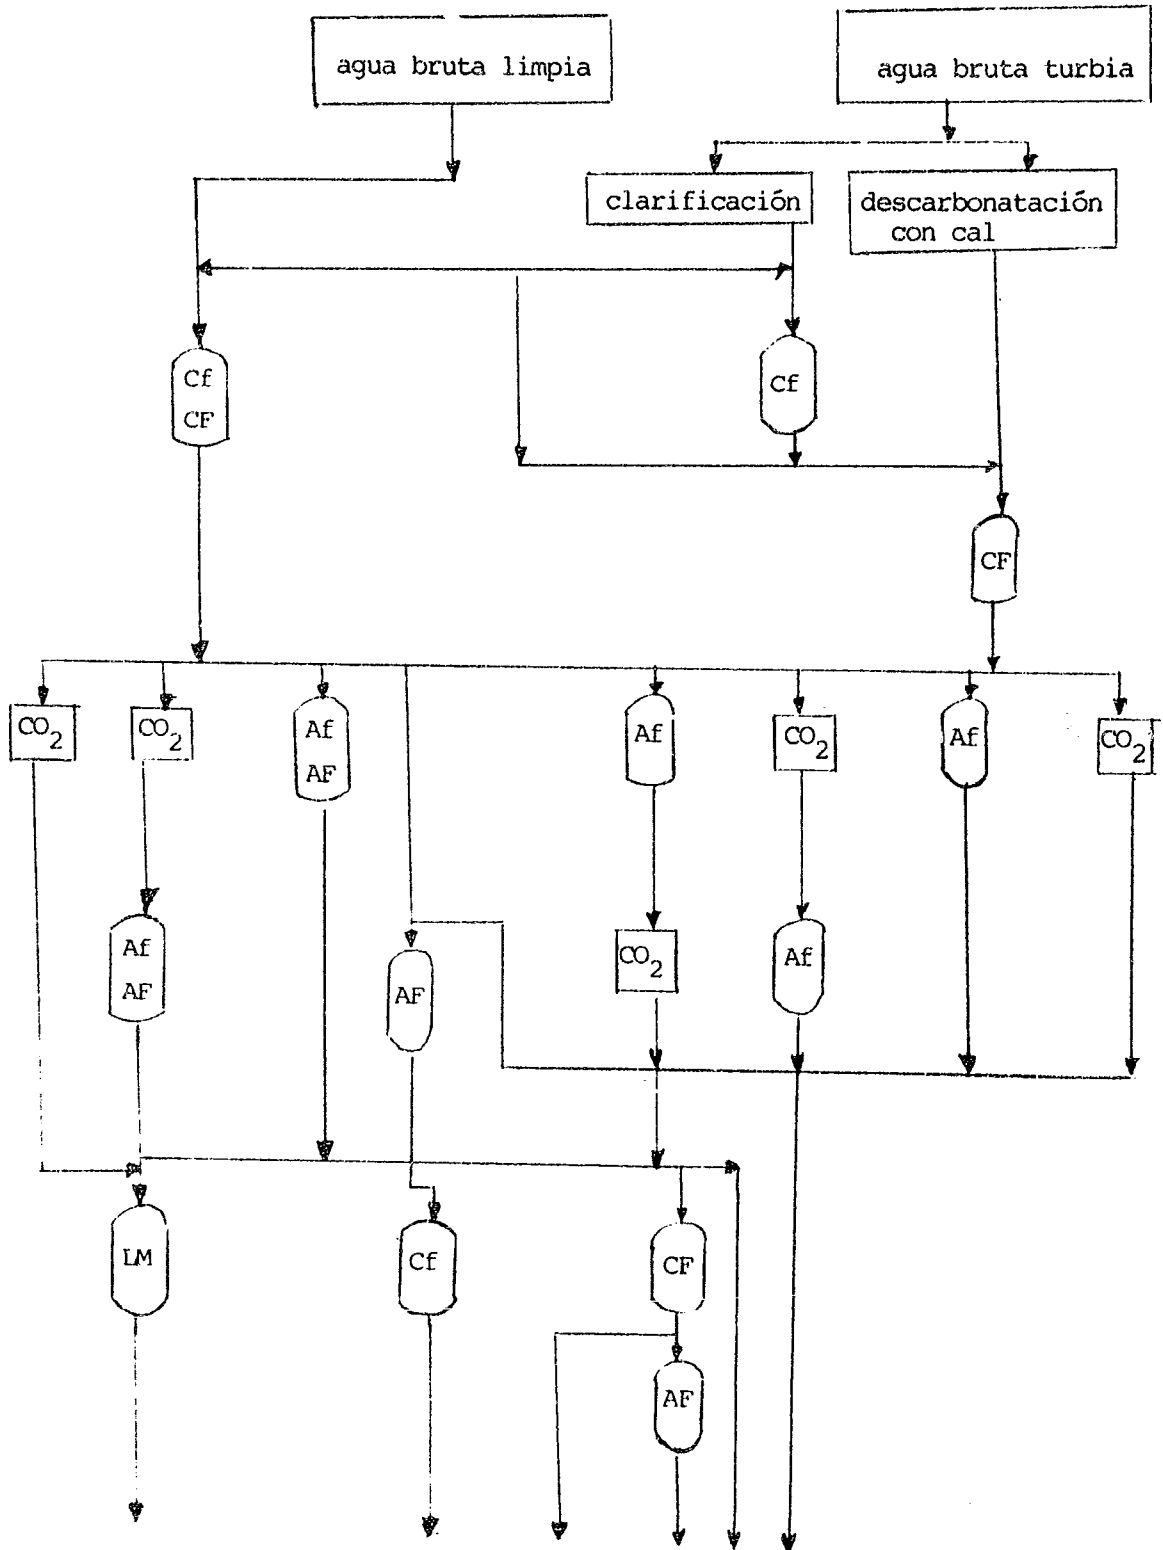 agua bruta limpia
agua bruta turbia
clarificación
descarbonatación
con cal
Cf
CF
Cf
CF
CO2
CO2
Af
AF
Af
CO2
Af
CO2
Af
AF
AF
CO2
Af
LM
Cf
CF
AF